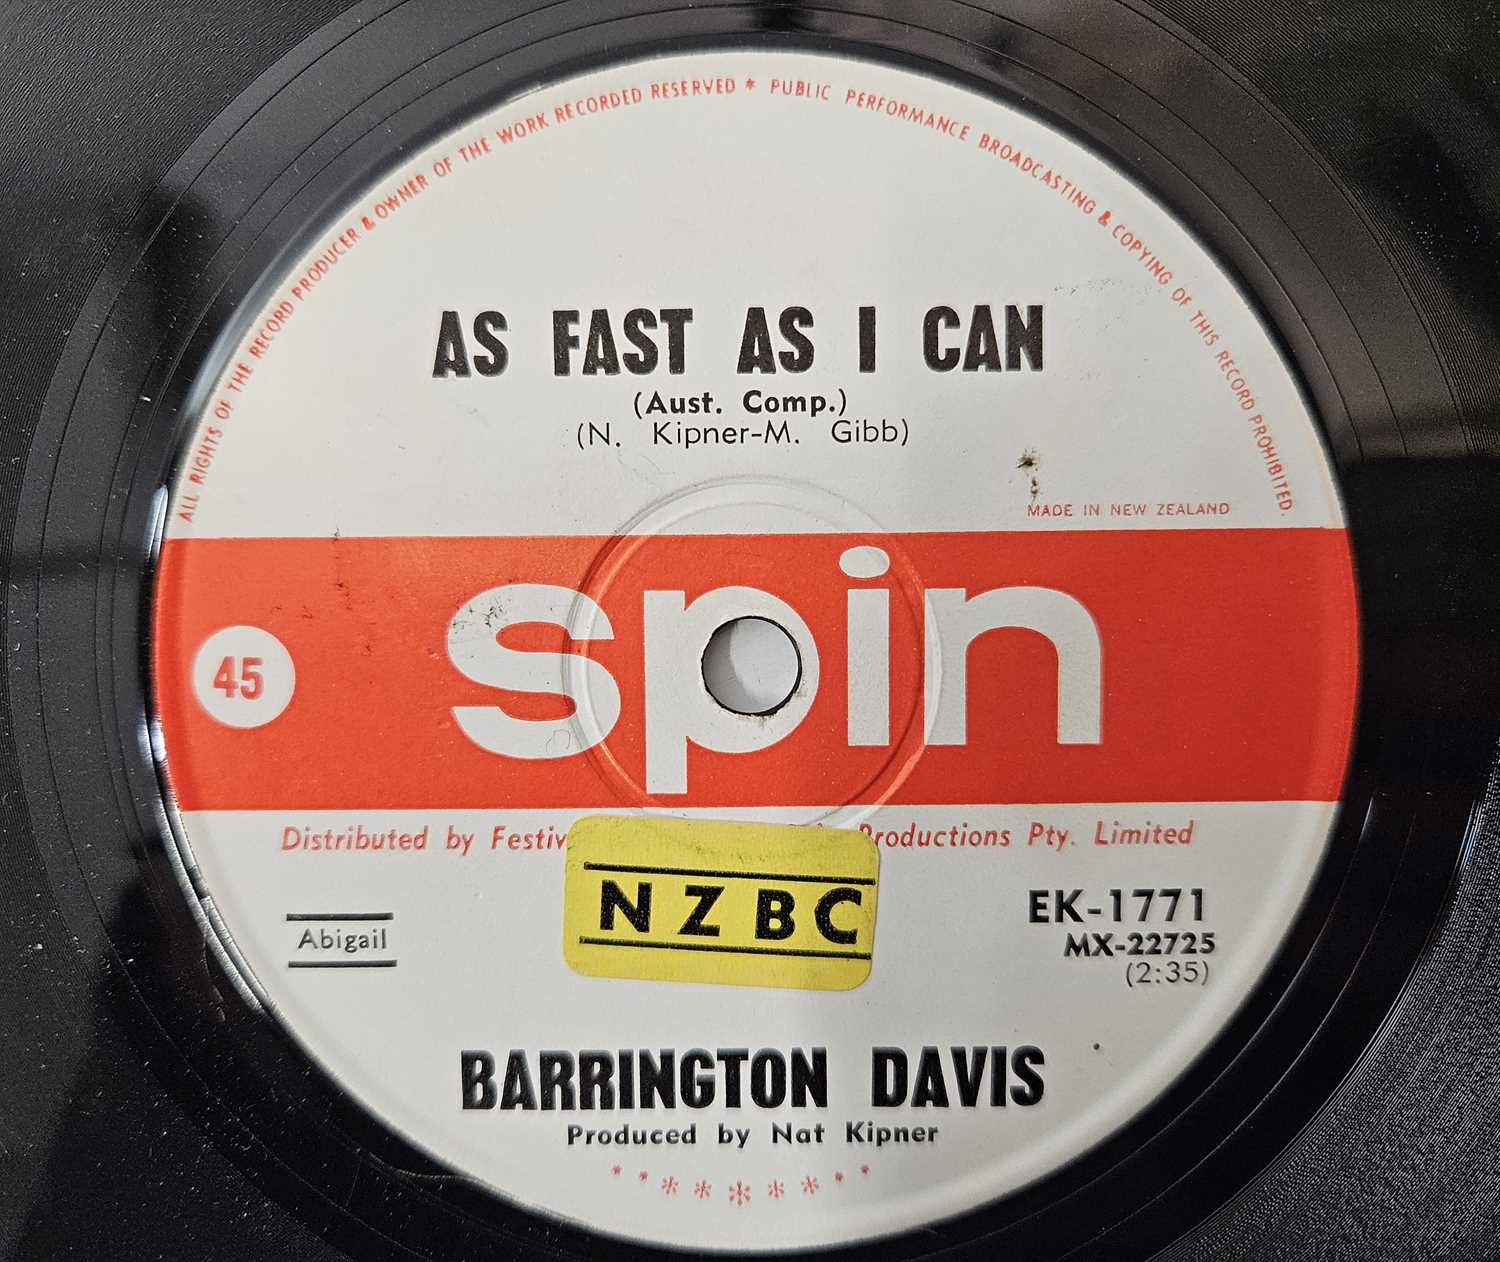 ALL RIGHTS OF THE RECORD PRODUCER & OWNER OF THE WORK RECORDED RESERVED * PUBLIC PERFORMANCE BROADCASTING & COPYING OF THIS RECORD PROHIBITED.
AS FAST AS I CAN
(Aust. Comp.)
(N. Kipner-M. Gibb)
MADE IN NEW ZEALAND
45
spin
Distributed by Productions Pty. Limited
NZBC
Abigail
EK-1771
MX-22725
(2:35)
BARRINGTON DAVIS
Produced by Nat Kipner